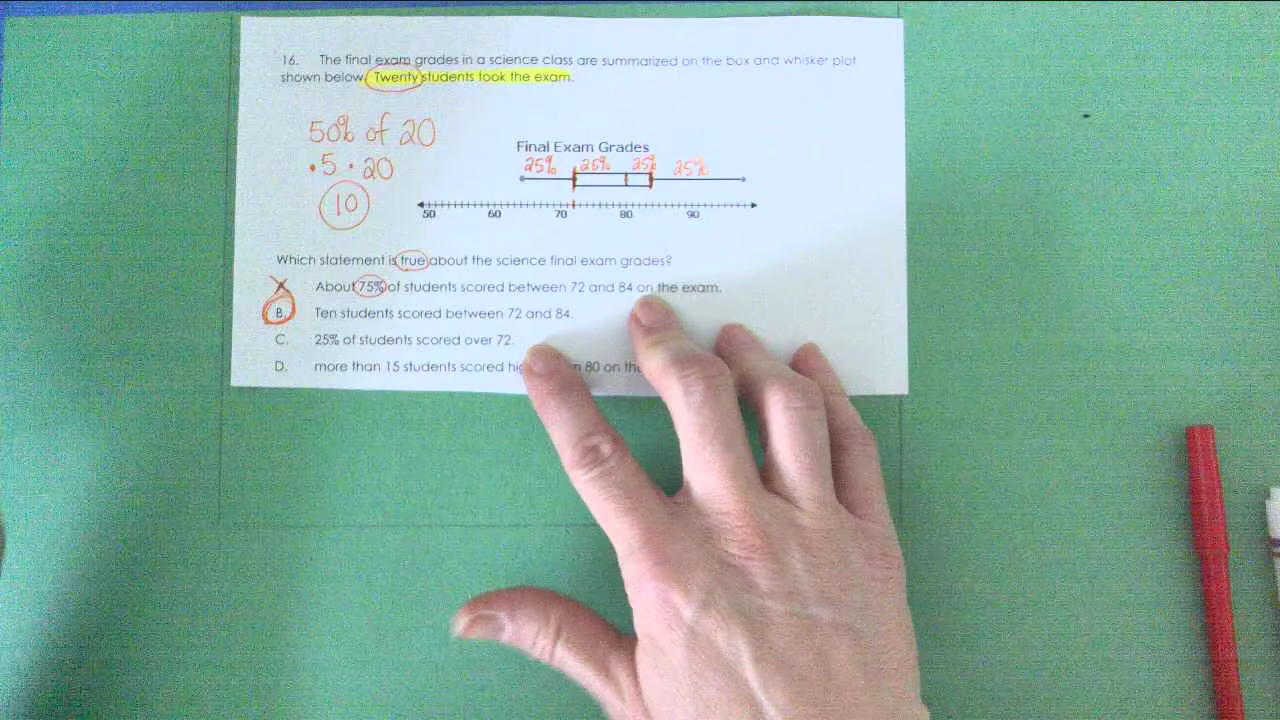 16. The final exam grades in a science class are summarized on the box and whisker plot
shown below. Twenty students took the exam.
50% of 20
.5 · 20
10
Final Exam Grades
25% 25% 25% 25%
50 60 70 80 90
Which statement is true about the science final exam grades?
A. About 75% of students scored between 72 and 84 on the exam.
B. Ten students scored between 72 and 84.
C. 25% of students scored over 72.
D. more than 15 students scored 80 on